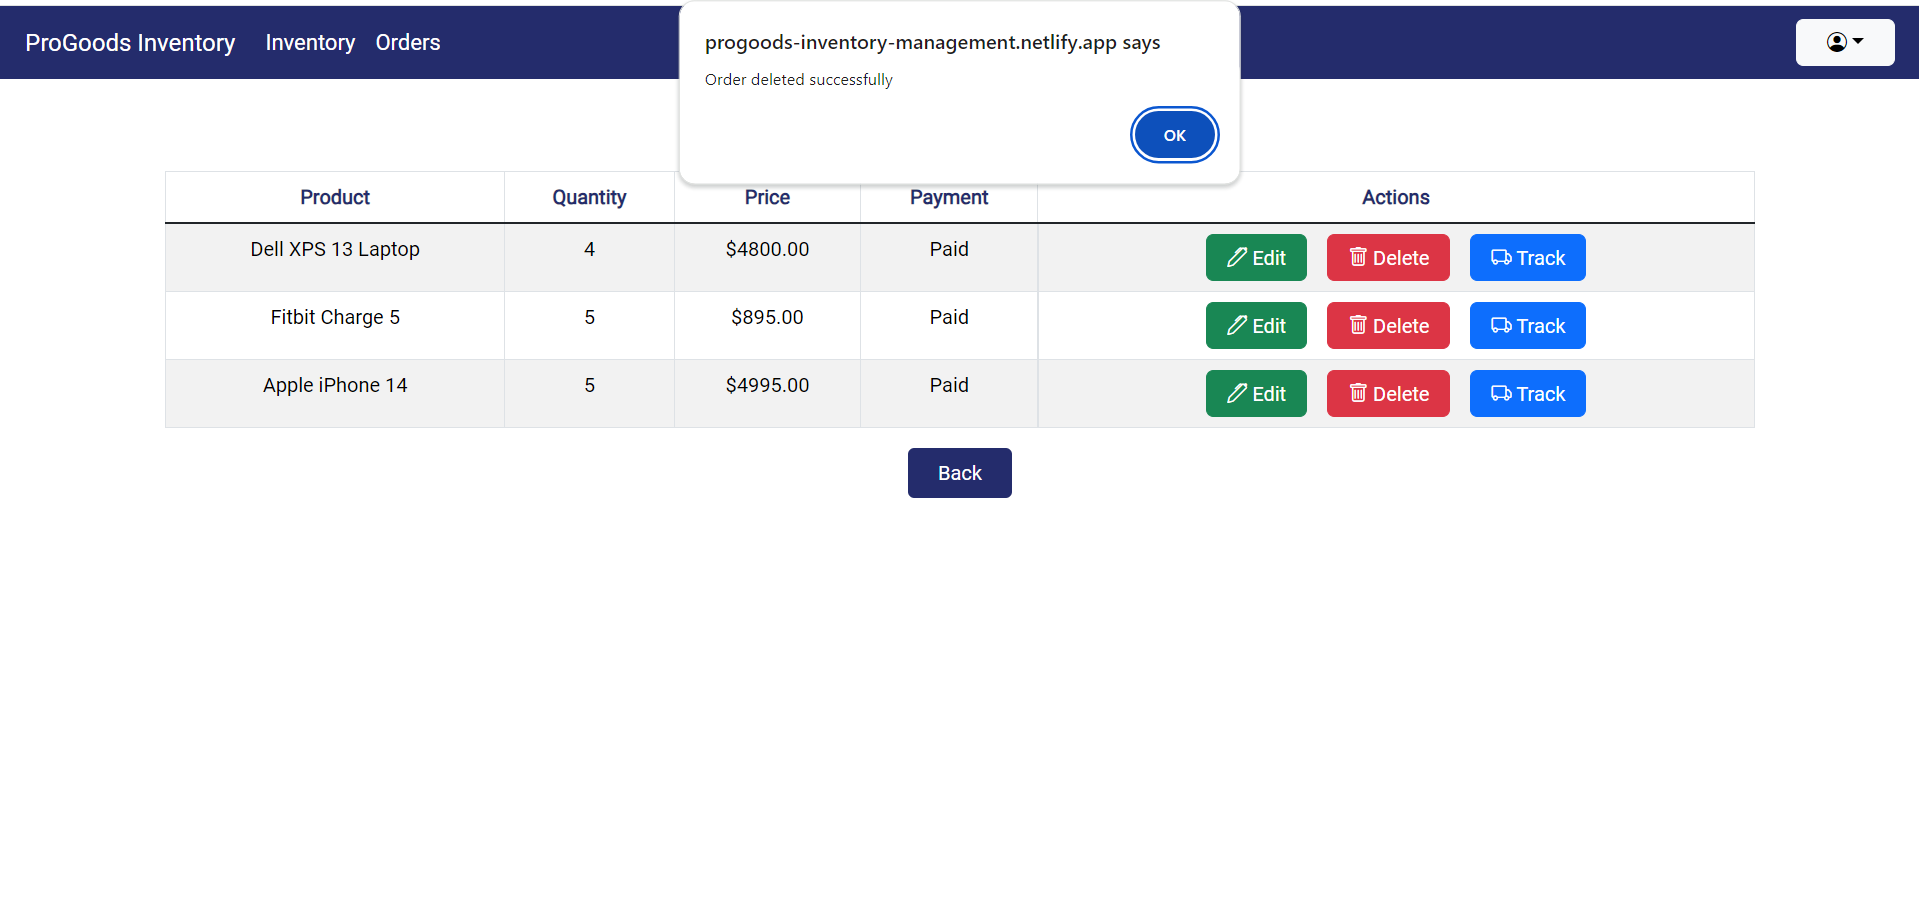 ProGoods Inventory Inventory Orders
progoods-inventory-management.netlify.app says
Order deleted successfully
OK
Product Quantity Price Payment Actions
Dell XPS 13 Laptop 4 $4800.00 Paid Edit Delete Track
Fitbit Charge 5 5 $895.00 Paid Edit Delete Track
Apple iPhone 14 5 $4995.00 Paid Edit Delete Track
Back